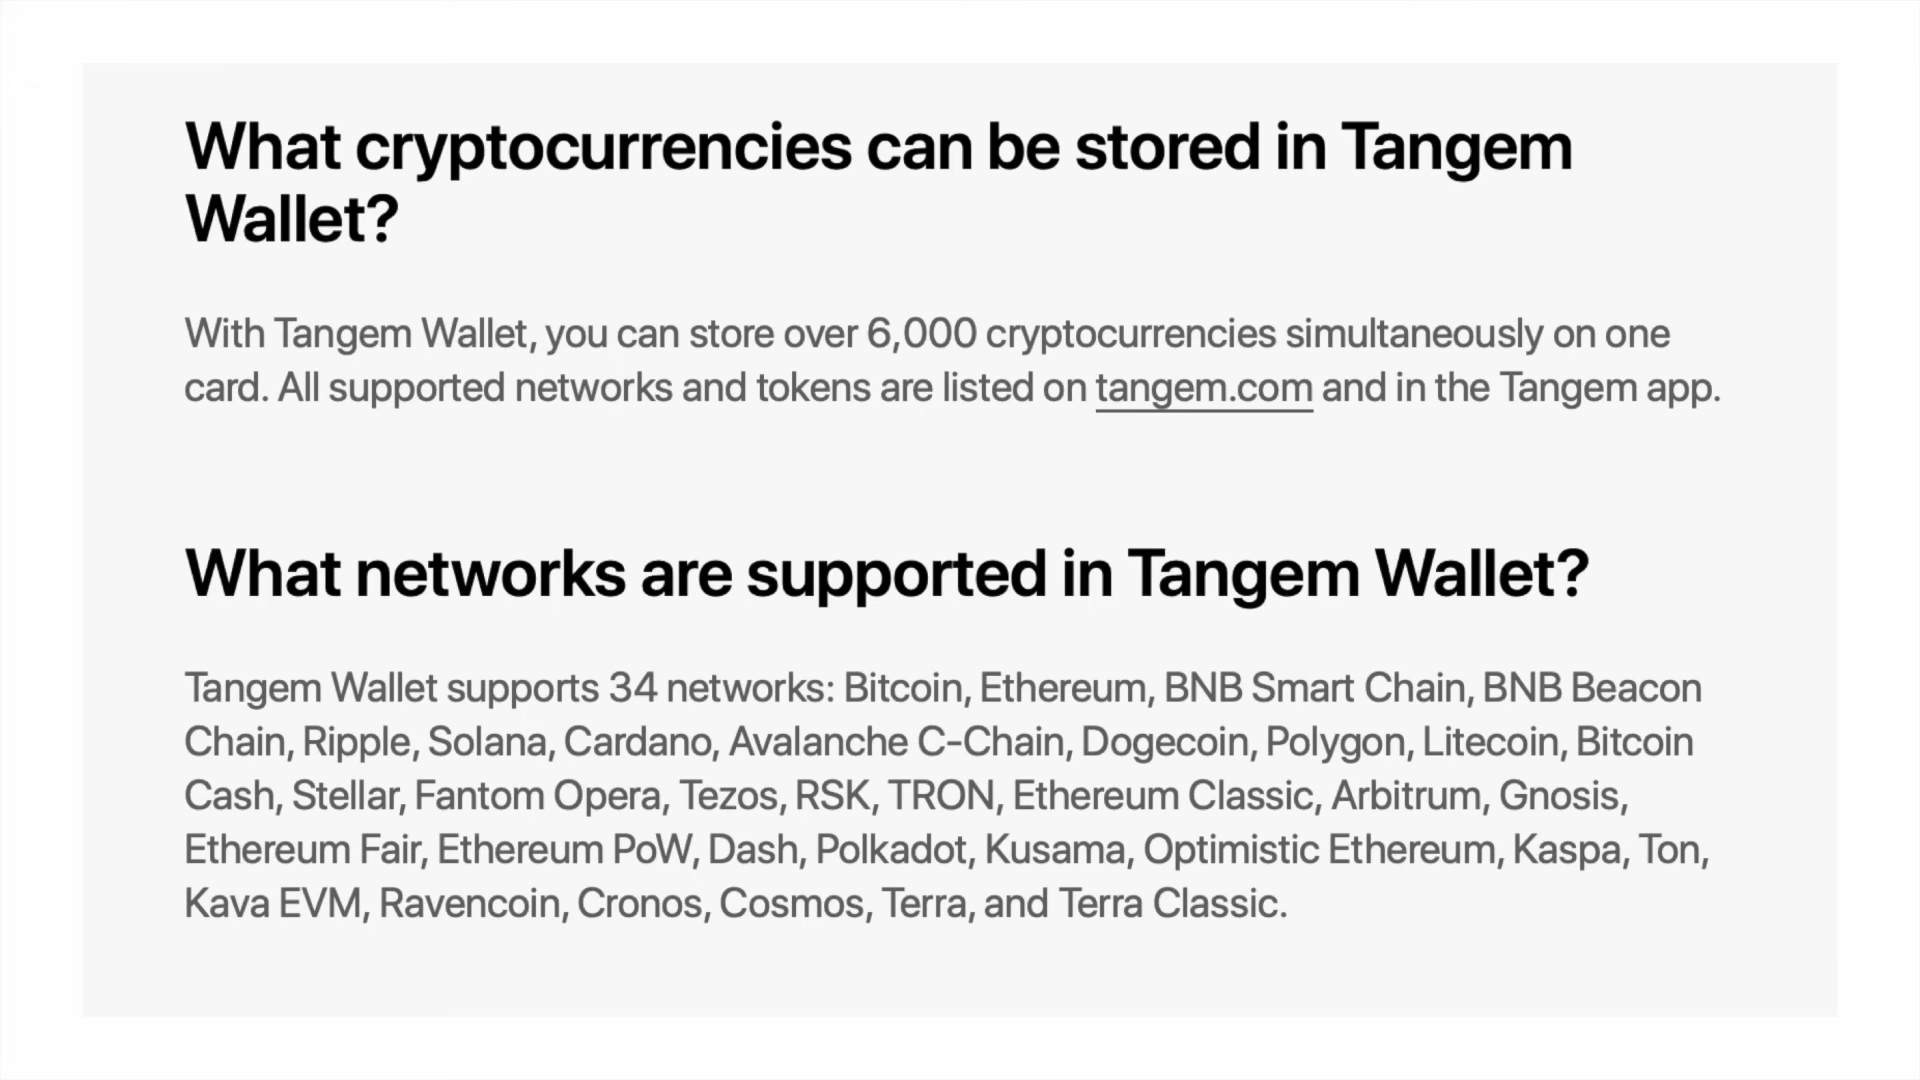 What cryptocurrencies can be stored in Tangem
Wallet?
With Tangem Wallet, you can store over 6,000 cryptocurrencies simultaneously on one
card. All supported networks and tokens are listed on tangem.com and in the Tangem app.
What networks are supported in Tangem Wallet?
Tangem Wallet supports 34 networks: Bitcoin, Ethereum, BNB Smart Chain, BNB Beacon
Chain, Ripple, Solana, Cardano, Avalanche C-Chain, Dogecoin, Polygon, Litecoin, Bitcoin
Cash, Stellar, Fantom Opera, Tezos, RSK, TRON, Ethereum Classic, Arbitrum, Gnosis,
Ethereum Fair, Ethereum PoW, Dash, Polkadot, Kusama, Optimistic Ethereum, Kaspa, Ton,
Kava EVM, Ravencoin, Cronos, Cosmos, Terra, and Terra Classic.